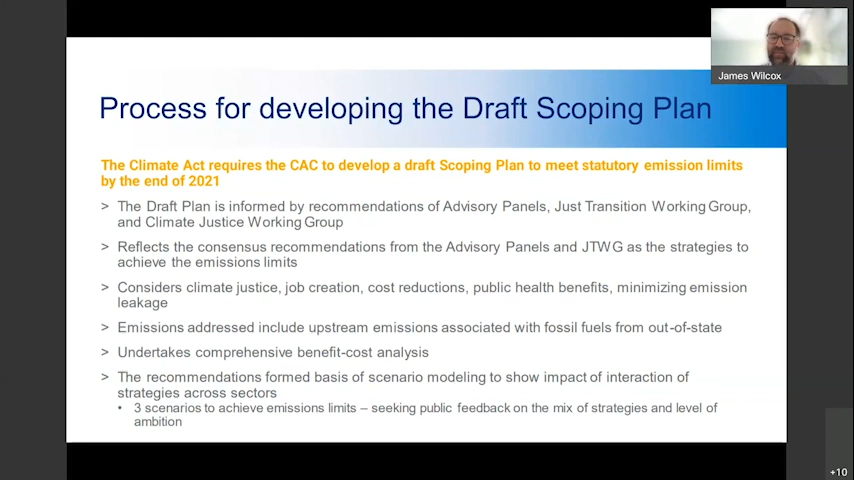 James Wilcox
Process for developing the Draft Scoping Plan
The Climate Act requires the CAC to develop a draft Scoping Plan to meet statutory emission limits
by the end of 2021
> The Draft Plan is informed by recommendations of Advisory Panels, Just Transition Working Group,
and Climate Justice Working Group
> Reflects the consensus recommendations from the Advisory Panels and JTWG as the strategies to
achieve the emissions limits
> Considers climate justice, job creation, cost reductions, public health benefits, minimizing emission
leakage
> Emissions addressed include upstream emissions associated with fossil fuels from out-of-state
> Undertakes comprehensive benefit-cost analysis
> The recommendations formed basis of scenario modeling to show impact of interaction of
strategies across sectors
• 3 scenarios to achieve emissions limits – seeking public feedback on the mix of strategies and level of
ambition
+10